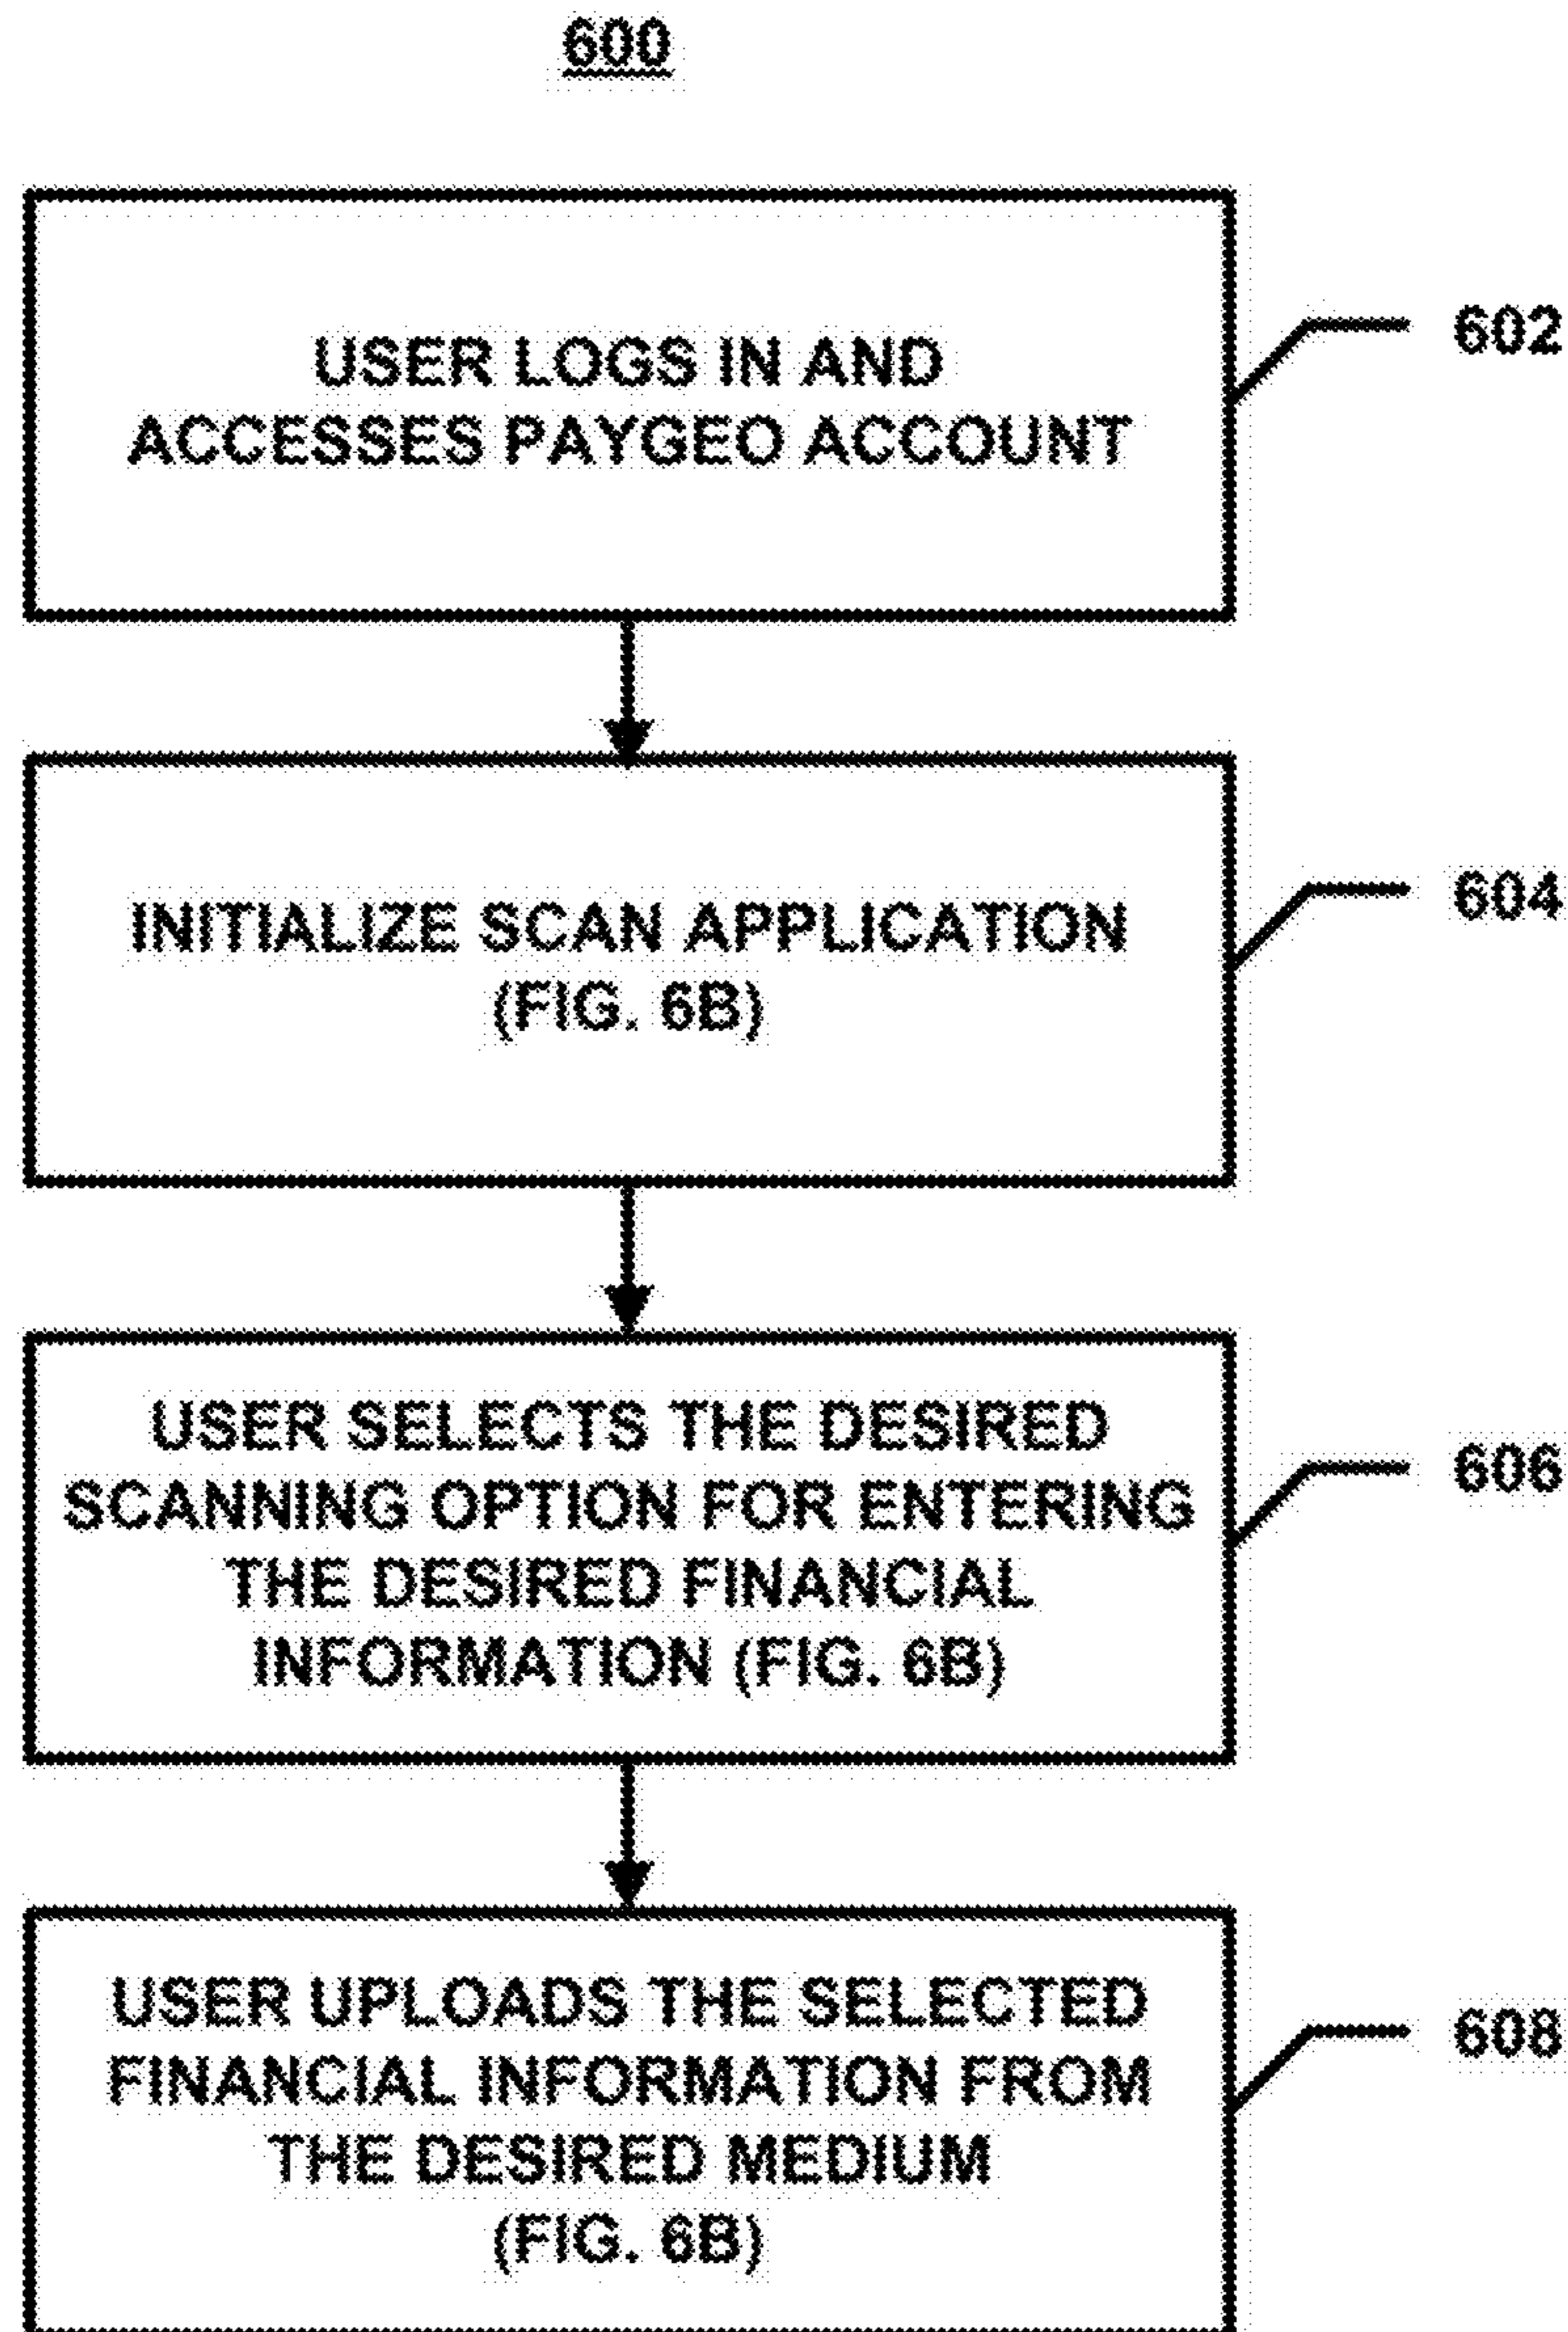 600
USER LOGS IN AND
ACCESSES PAYGEO ACCOUNT
602
INITIALIZE SCAN APPLICATION
(FIG. 6B)
604
USER SELECTS THE DESIRED
SCANNING OPTION FOR ENTERING
THE DESIRED FINANCIAL
INFORMATION (FIG. 6B)
606
USER UPLOADS THE SELECTED
FINANCIAL INFORMATION FROM
THE DESIRED MEDIUM
(FIG. 6B)
608